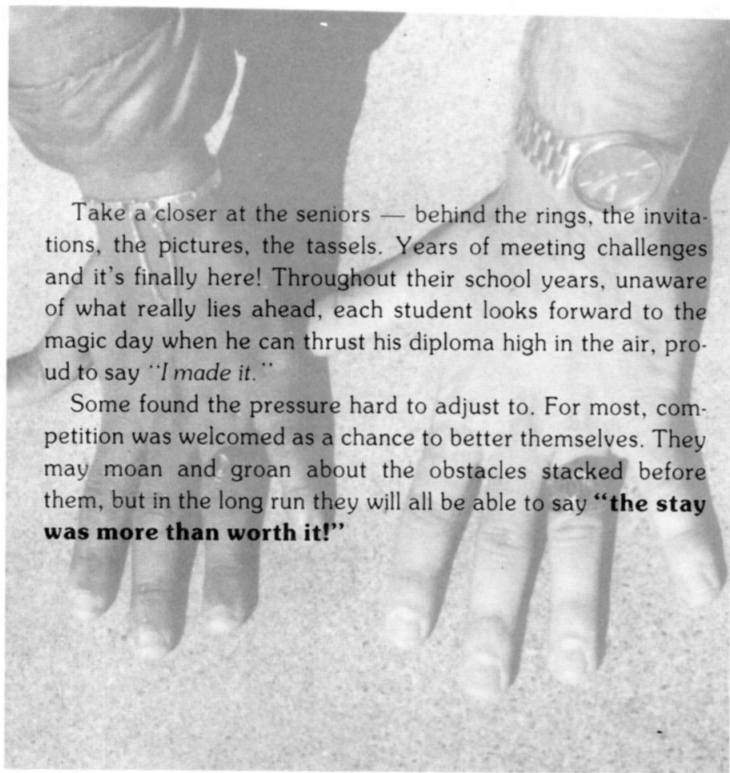 Take a closer at the seniors — behind the rings, the invita-
tions, the pictures, the tassels. Years of meeting challenges
and it's finally here! Throughout their school years, unaware
of what really lies ahead, each student looks forward to the
magic day when he can thrust his diploma high in the air, pro-
ud to say "I made it."
Some found the pressure hard to adjust to. For most, com-
petition was welcomed as a chance to better themselves. They
may moan and groan about the obstacles stacked before
them, but in the long run they will all be able to say “the stay
was more than worth it!”